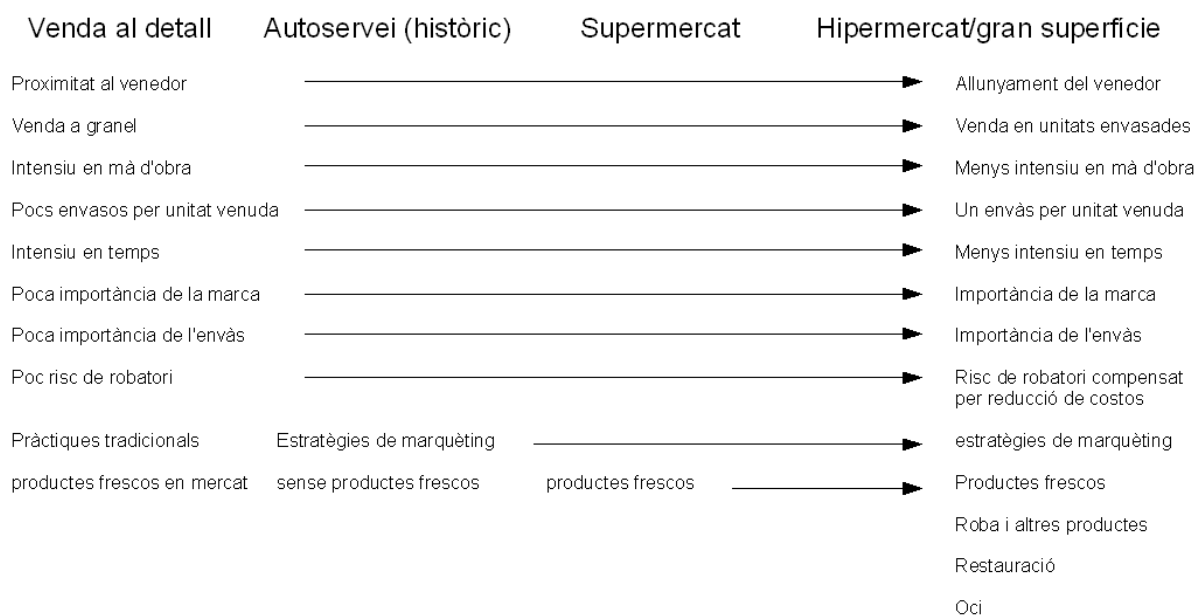 Venda al detall Autoservei (històric) Supermercat Hipermercat/gran superfície
Proximitat al venedor Allunyament del venedor
Venda a granel Venda en unitats envasades
Intensiu en mà d'obra Menys intensiu en mà d'obra
Pocs envasos per unitat venuda Un envàs per unitat venuda
Intensiu en temps Menys intensiu en temps
Poca importància de la marca Importància de la marca
Poca importància de l'envàs Importància de l'envàs
Poc risc de robatori Risc de robatori compensat
per reducció de costos
Pràctiques tradicionals Estratègies de marquèting estratègies de marquèting
productes frescos en mercat sense productes frescos productes frescos Productes frescos
Roba i altres productes
Restauració
Oci